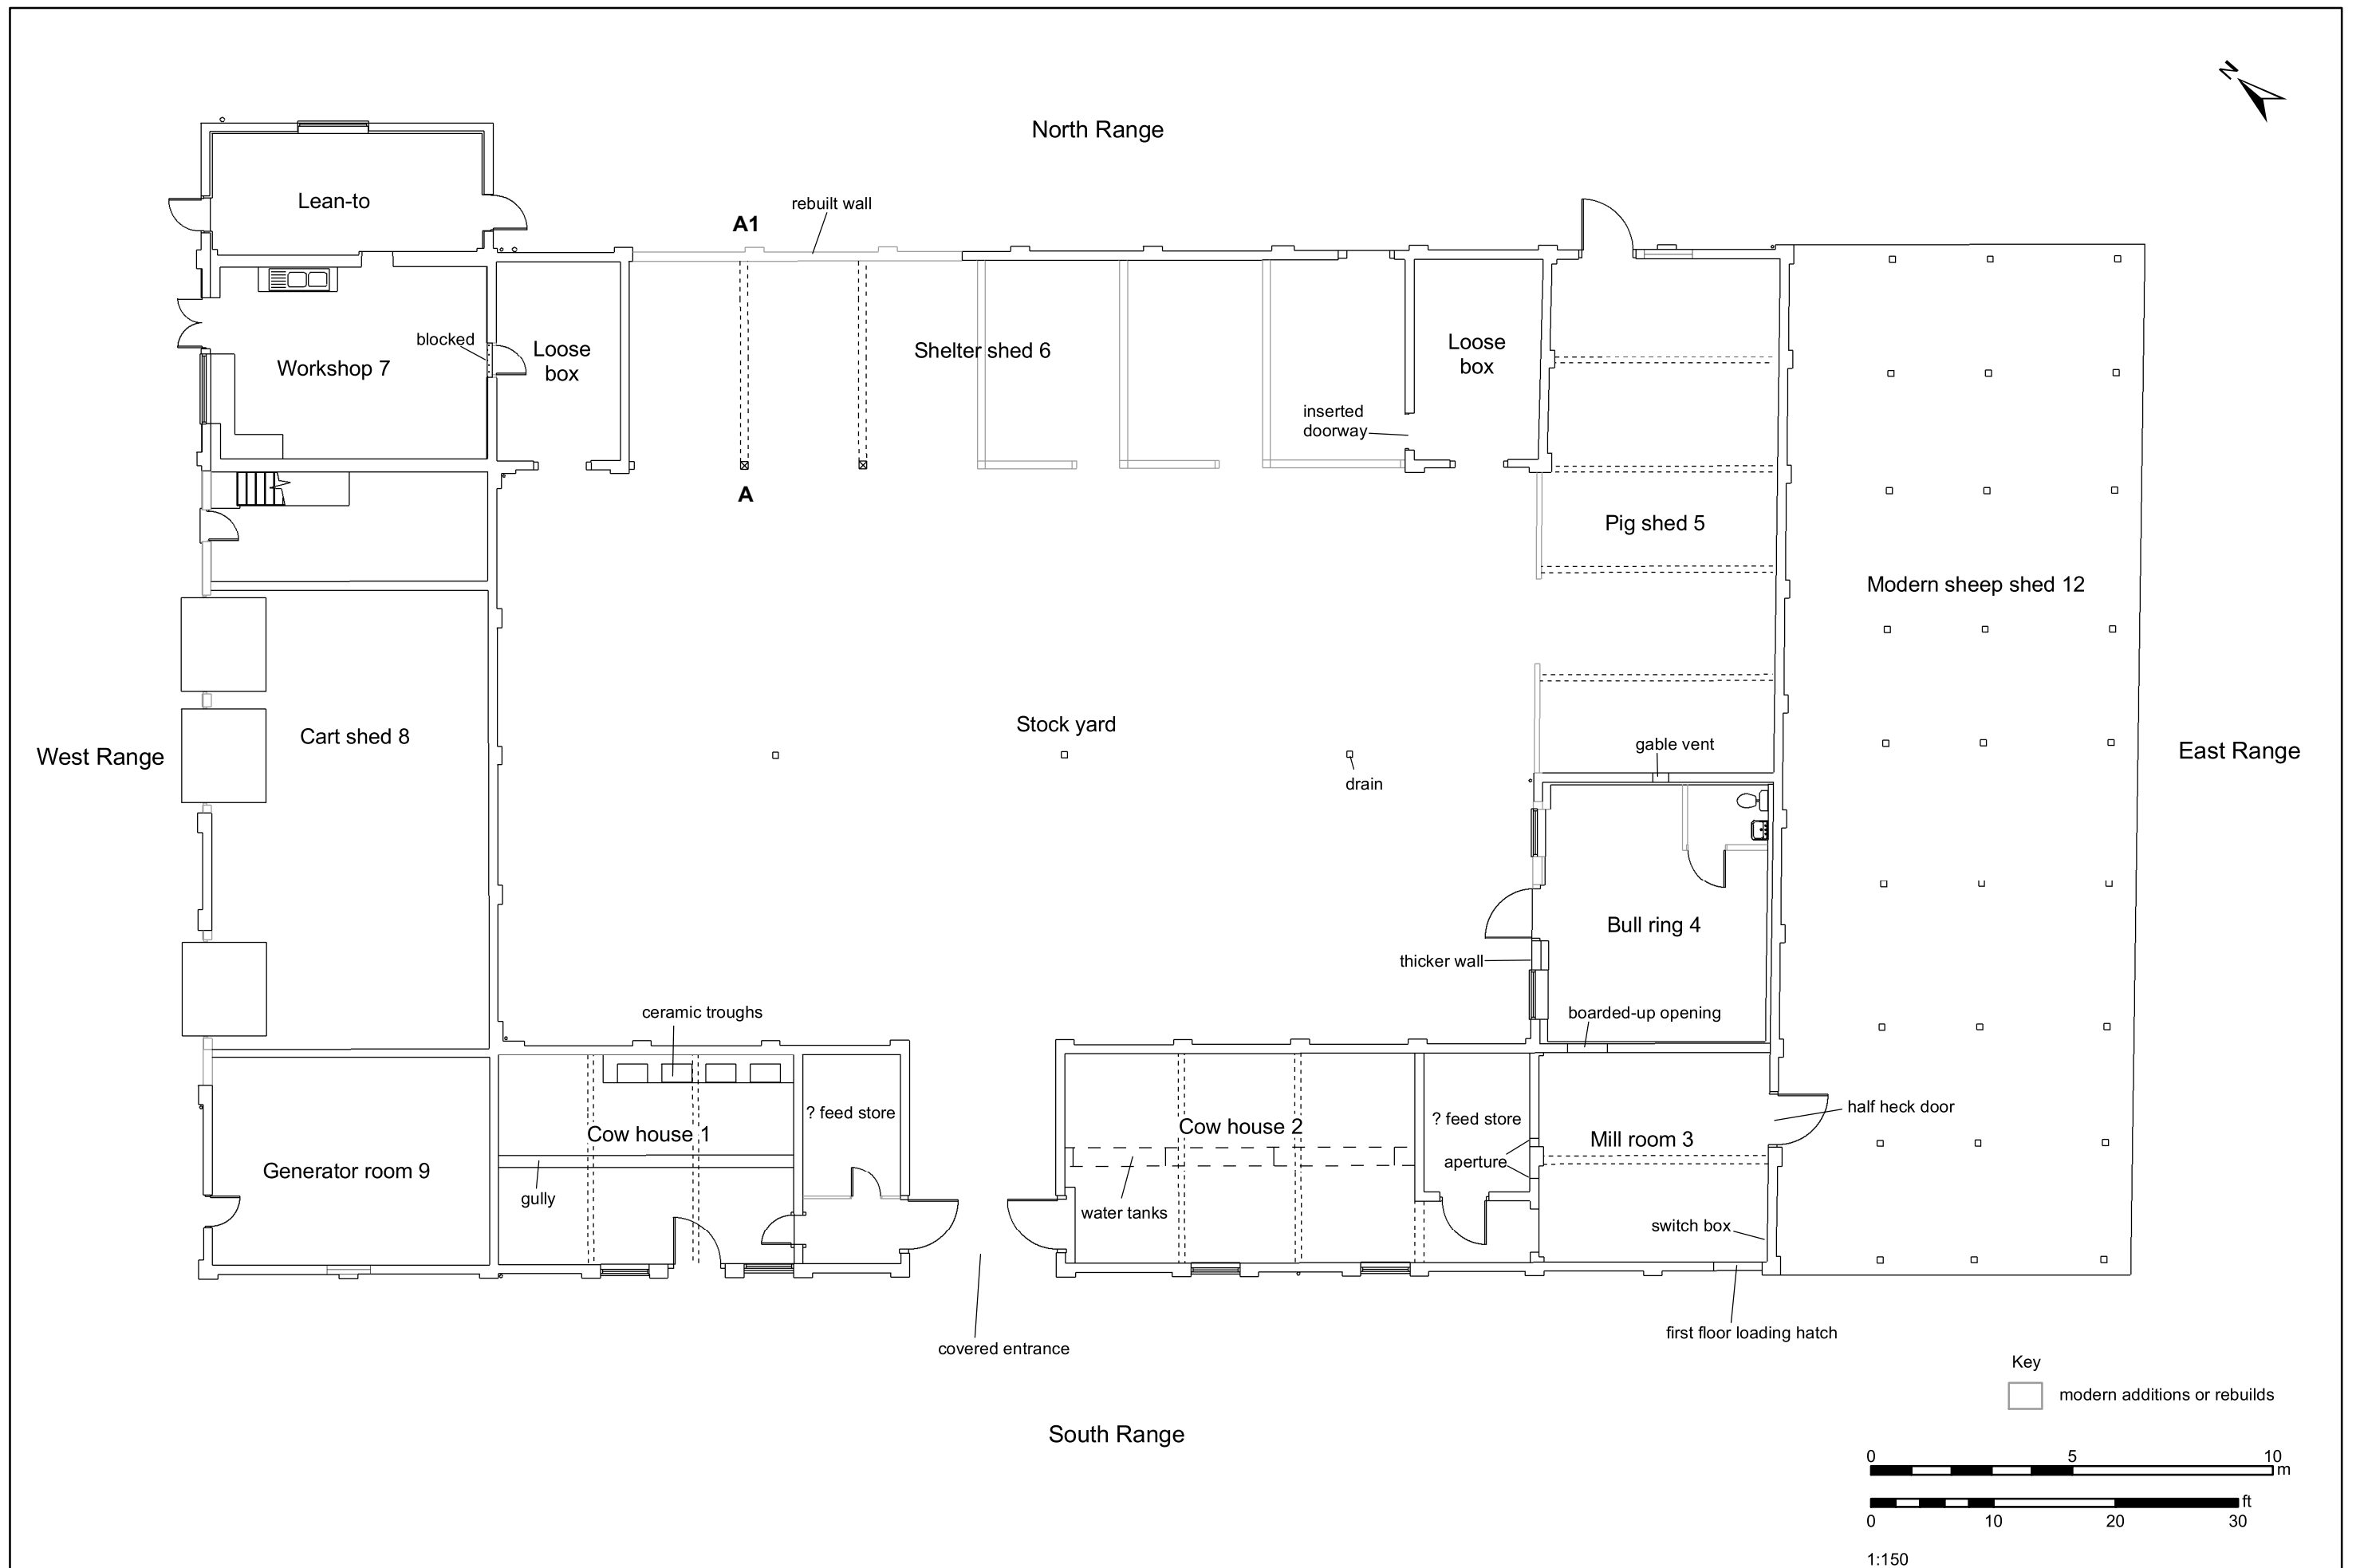 N
North Range
Lean-to
A1
rebuilt wall
blocked
Workshop 7
Loose
box
Shelter shed 6
Loose
box
inserted
doorway
A
Pig shed 5
Modern sheep shed 12
West Range
Cart shed 8
Stock yard
drain
gable vent
East Range
Bull ring 4
thicker wall
boarded-up opening
ceramic troughs
? feed store
Cow house 1
Generator room 9
gully
Cow house 2
water tanks
? feed store
aperture
Mill room 3
half heck door
switch box
covered entrance
first floor loading hatch
South Range
Key
modern additions or rebuilds
0 5 10
m
ft
0 10 20 30
1:150